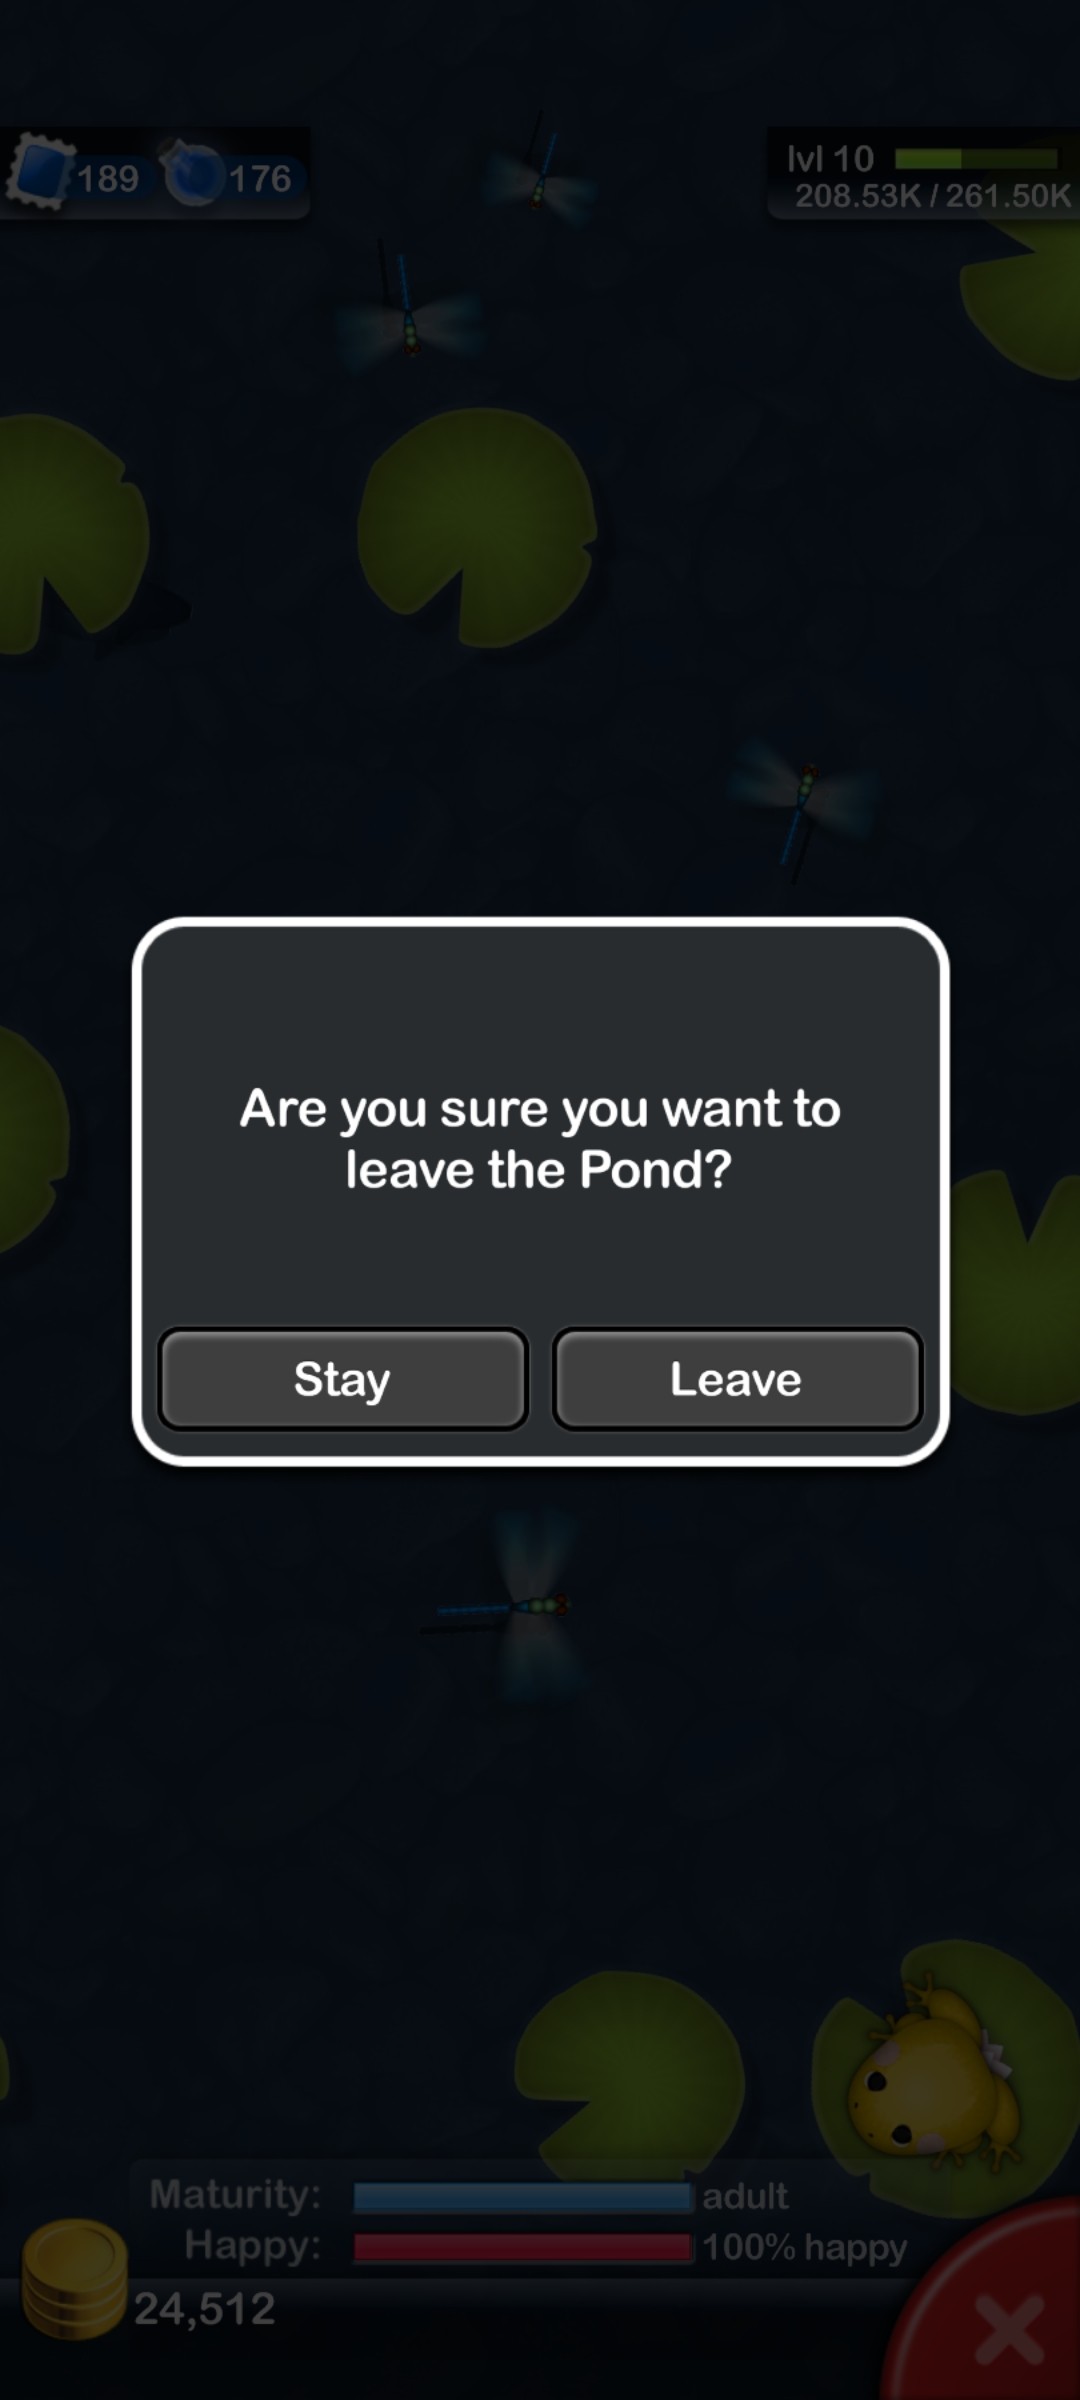 189 176
lvl 10
208.53K / 261.50K
Are you sure you want to
leave the Pond?
Stay Leave
Maturity: adult
Happy: 100% happy
24,512